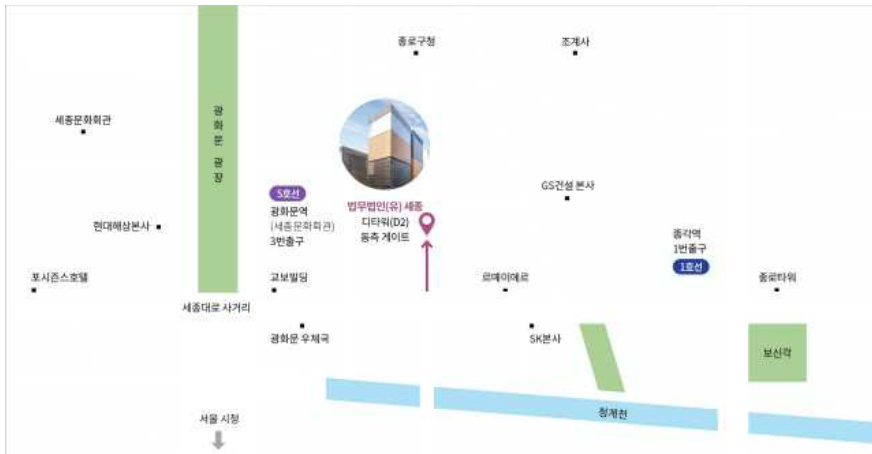 종로구청
조계사
광화문 광장
세종문화회관
GS건설 본사
5호선
광화문역
(세종문화회관)
3번출구
법무법인(유) 세종
디타워(D2)
동측 게이트
현대해상본사
종각역
1번출구
1호선
포시즌스호텔
교보빌딩
르메이에르
종로타워
세종대로 사거리
광화문 우체국
SK본사
보신각
청계천
서울 시청